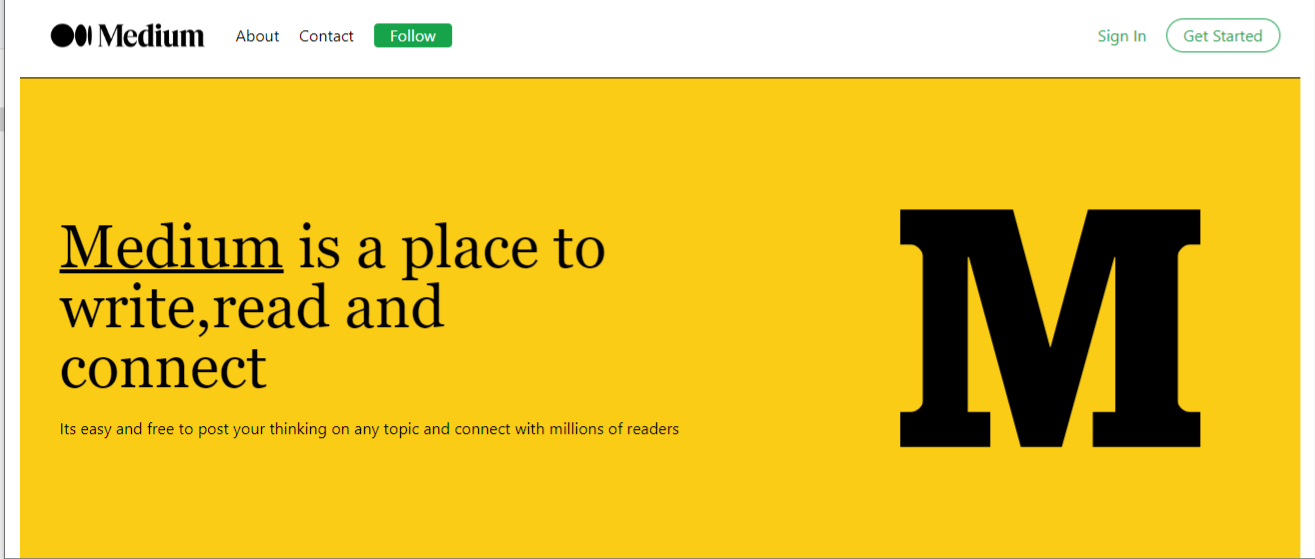 Medium About Contact Follow Sign In Get Started
Medium is a place to
write,read and
connect
Its easy and free to post your thinking on any topic and connect with millions of readers
M